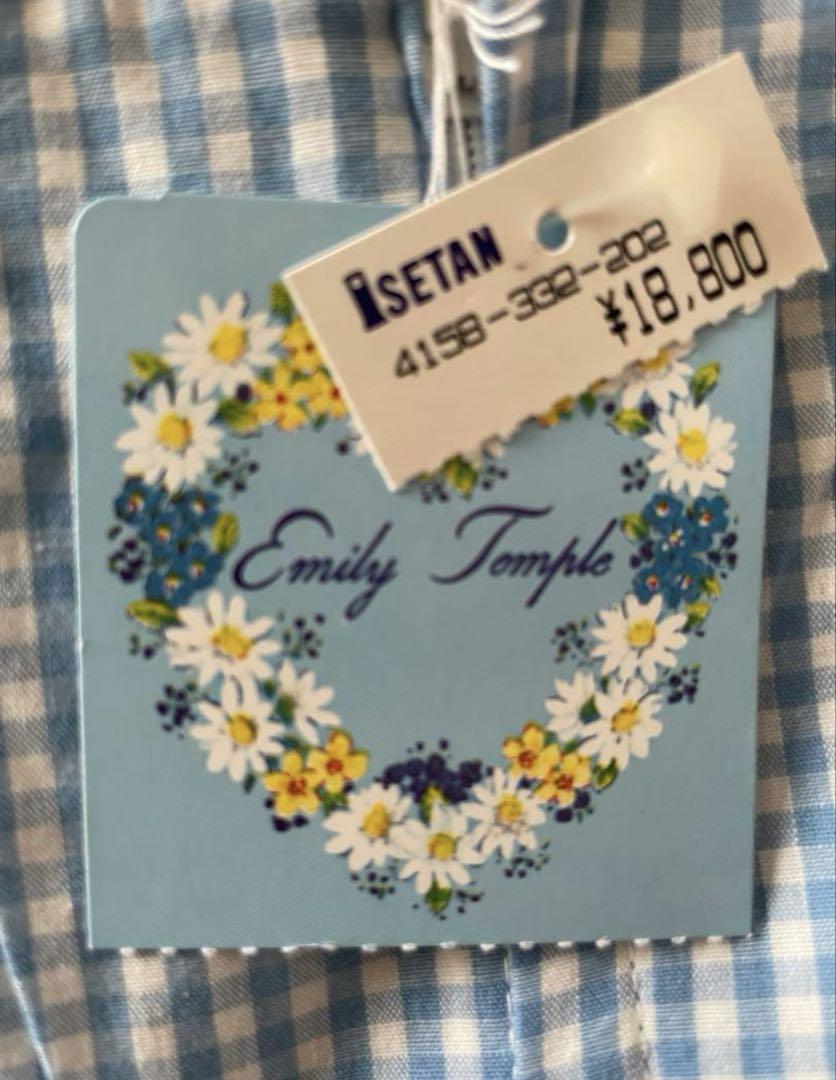 ISETAN
4158-332-202
¥18,800
Emily Temple